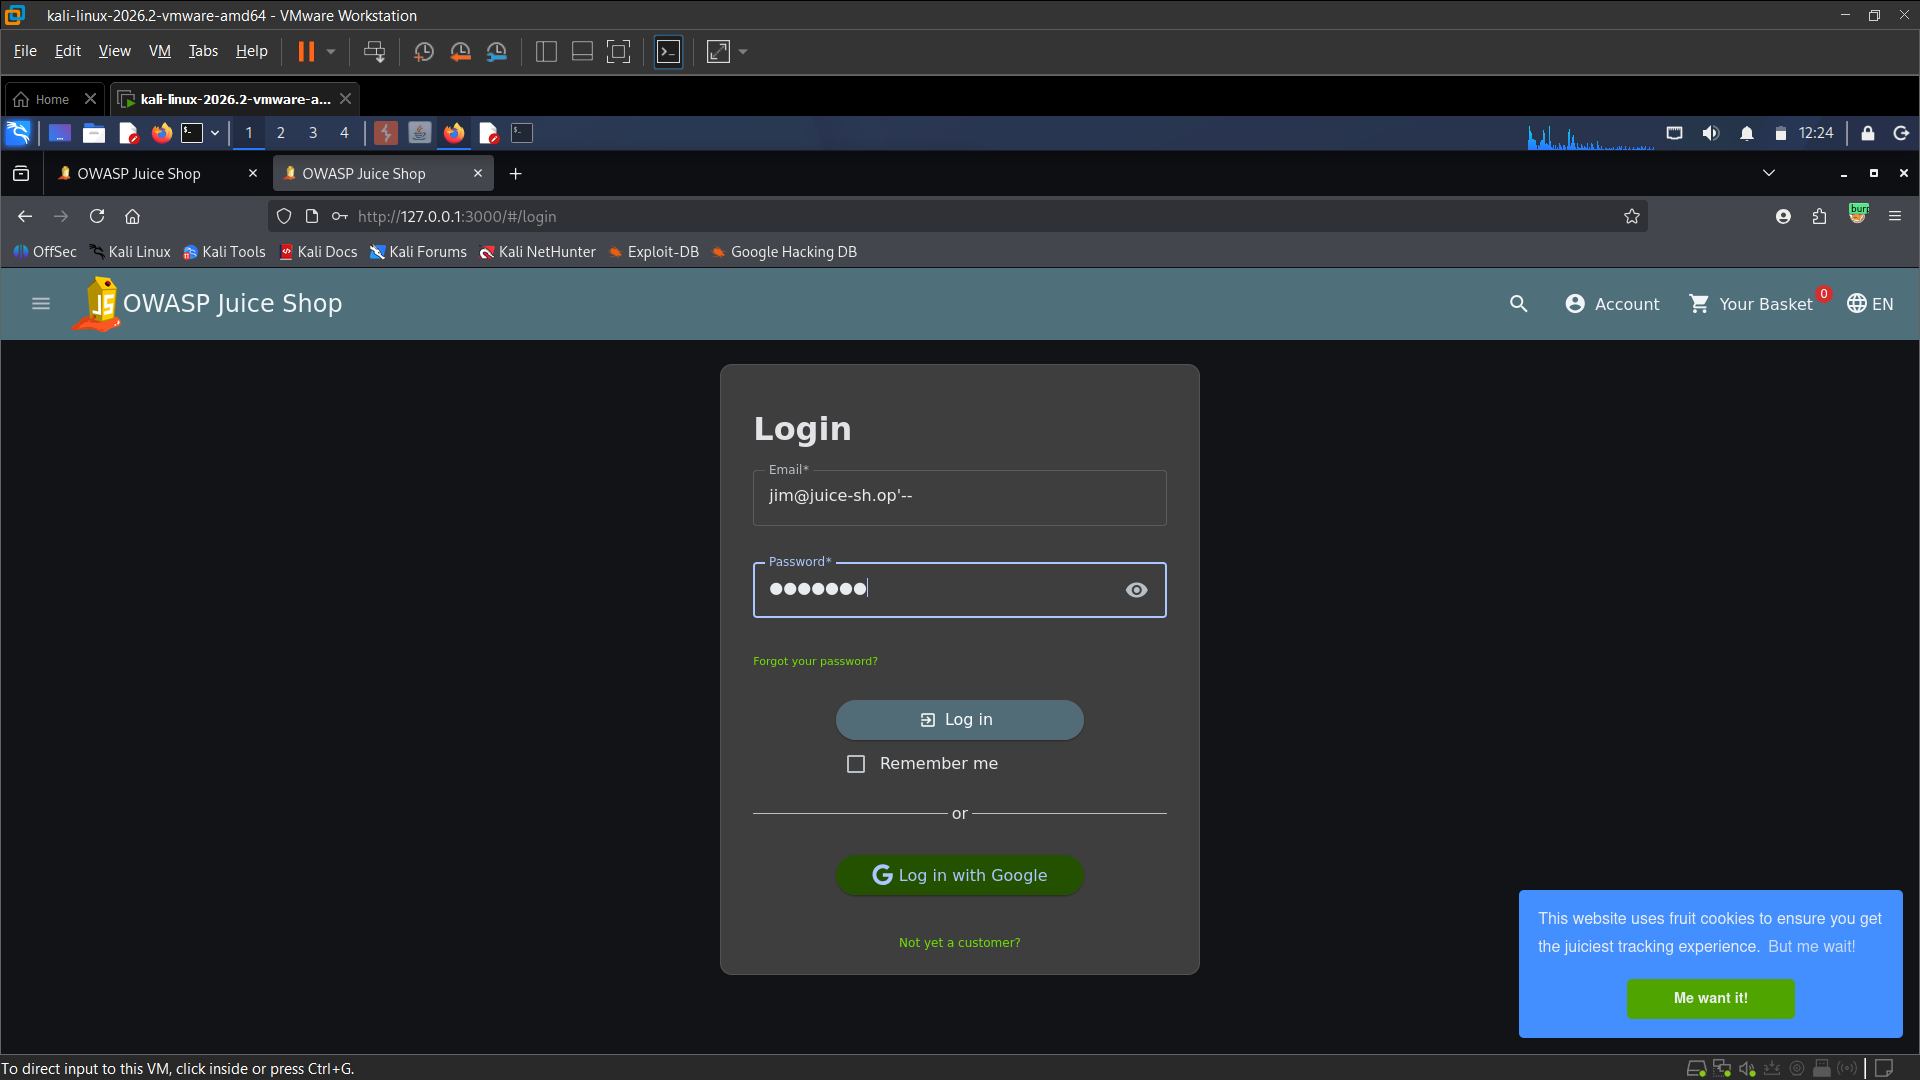 kali-linux-2026.2-vmware-amd64 - VMware Workstation
File Edit View VM Tabs Help
Home kali-linux-2026.2-vmware-a...
1 2 3 4 12:24
OWASP Juice Shop OWASP Juice Shop
http://127.0.0.1:3000/#/login
OffSec Kali Linux Kali Tools Kali Docs Kali Forums Kali NetHunter Exploit-DB Google Hacking DB
OWASP Juice Shop Account Your Basket 0 EN
Login
Email*
jim@juice-sh.op'--
Password*
●●●●●●●
Forgot your password?
Log in
Remember me
or
Log in with Google
Not yet a customer?
This website uses fruit cookies to ensure you get
the juiciest tracking experience. But me wait!
Me want it!
To direct input to this VM, click inside or press Ctrl+G.